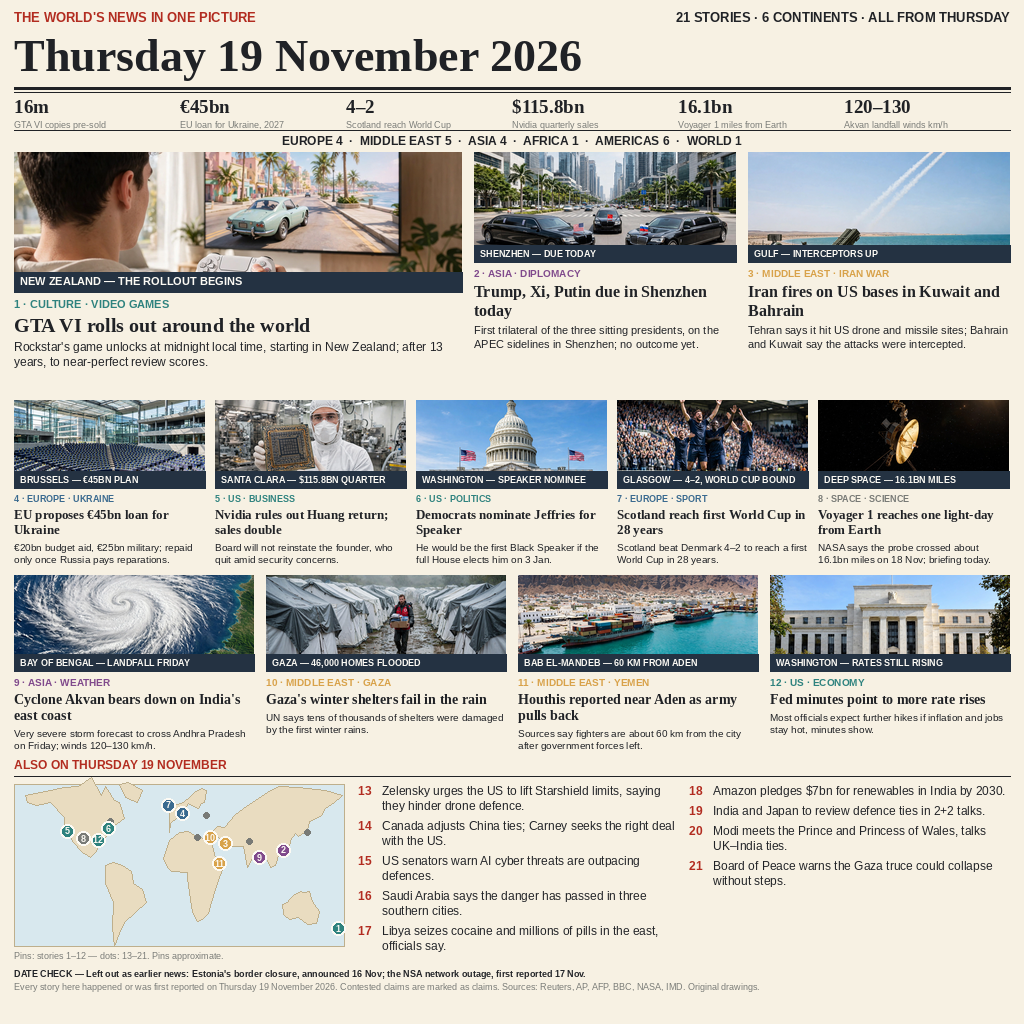 THE WORLD'S NEWS IN ONE PICTURE
21 STORIES · 6 CONTINENTS · ALL FROM THURSDAY
Thursday 19 November 2026
16m
GTA VI copies pre-sold
€45bn
EU loan for Ukraine, 2027
4–2
Scotland reach World Cup
$115.8bn
Nvidia quarterly sales
16.1bn
Voyager 1 miles from Earth
120–130
Akvan landfall winds km/h
EUROPE 4 · MIDDLE EAST 5 · ASIA 4 · AFRICA 1 · AMERICAS 6 · WORLD 1
NEW ZEALAND — THE ROLLOUT BEGINS
1 · CULTURE · VIDEO GAMES
GTA VI rolls out around the world
Rockstar's game unlocks at midnight local time, starting in New Zealand; after 13
years, to near-perfect review scores.
SHENZHEN — DUE TODAY
2 · ASIA · DIPLOMACY
Trump, Xi, Putin due in Shenzhen
today
First trilateral of the three sitting presidents, on the
APEC sidelines in Shenzhen; no outcome yet.
GULF — INTERCEPTORS UP
3 · MIDDLE EAST · IRAN WAR
Iran fires on US bases in Kuwait and
Bahrain
Tehran says it hit US drone and missile sites; Bahrain
and Kuwait say the attacks were intercepted.
BRUSSELS — €45BN PLAN
4 · EUROPE · UKRAINE
EU proposes €45bn loan for
Ukraine
€20bn budget aid, €25bn military; repaid
only once Russia pays reparations.
SANTA CLARA — $115.8BN QUARTER
5 · US · BUSINESS
Nvidia rules out Huang return;
sales double
Board will not reinstate the founder, who
quit amid security concerns.
WASHINGTON — SPEAKER NOMINEE
6 · US · POLITICS
Democrats nominate Jeffries for
Speaker
He would be the first Black Speaker if the
full House elects him on 3 Jan.
GLASGOW — 4–2, WORLD CUP BOUND
7 · EUROPE · SPORT
Scotland reach first World Cup in
28 years
Scotland beat Denmark 4–2 to reach a first
World Cup in 28 years.
DEEP SPACE — 16.1BN MILES
8 · SPACE · SCIENCE
Voyager 1 reaches one light-day
from Earth
NASA says the probe crossed about
16.1bn miles on 18 Nov; briefing today.
BAY OF BENGAL — LANDFALL FRIDAY
9 · ASIA · WEATHER
Cyclone Akvan bears down on India's
east coast
Very severe storm forecast to cross Andhra Pradesh
on Friday; winds 120–130 km/h.
GAZA — 46,000 HOMES FLOODED
10 · MIDDLE EAST · GAZA
Gaza's winter shelters fail in the rain
UN says tens of thousands of shelters were damaged
by the first winter rains.
BAB EL-MANDEB — 60 KM FROM ADEN
11 · MIDDLE EAST · YEMEN
Houthis reported near Aden as army
pulls back
Sources say fighters are about 60 km from the city
after government forces left.
WASHINGTON — RATES STILL RISING
12 · US · ECONOMY
Fed minutes point to more rate rises
Most officials expect further hikes if inflation and jobs
stay hot, minutes show.
ALSO ON THURSDAY 19 NOVEMBER
7
4
5
8
12
6
10
3
11
9
2
1
Pins: stories 1–12 — dots: 13–21. Pins approximate.
13 Zelensky urges the US to lift Starshield limits, saying
they hinder drone defence.
14 Canada adjusts China ties; Carney seeks the right deal
with the US.
15 US senators warn AI cyber threats are outpacing
defences.
16 Saudi Arabia says the danger has passed in three
southern cities.
17 Libya seizes cocaine and millions of pills in the east,
officials say.
18 Amazon pledges $7bn for renewables in India by 2030.
19 India and Japan to review defence ties in 2+2 talks.
20 Modi meets the Prince and Princess of Wales, talks
UK–India ties.
21 Board of Peace warns the Gaza truce could collapse
without steps.
DATE CHECK — Left out as earlier news: Estonia's border closure, announced 16 Nov; the NSA network outage, first reported 17 Nov.
Every story here happened or was first reported on Thursday 19 November 2026. Contested claims are marked as claims. Sources: Reuters, AP, AFP, BBC, NASA, IMD. Original drawings.